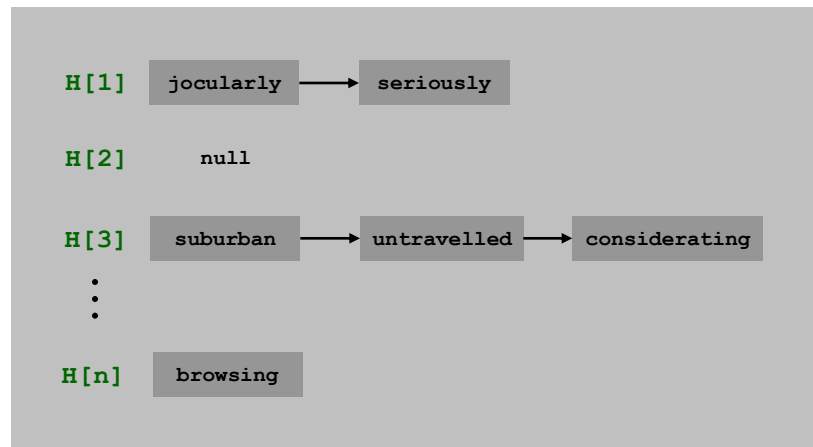 H[1] jocularly seriously
H[2] null
H[3] suburban untravelled considerating
H[n] browsing